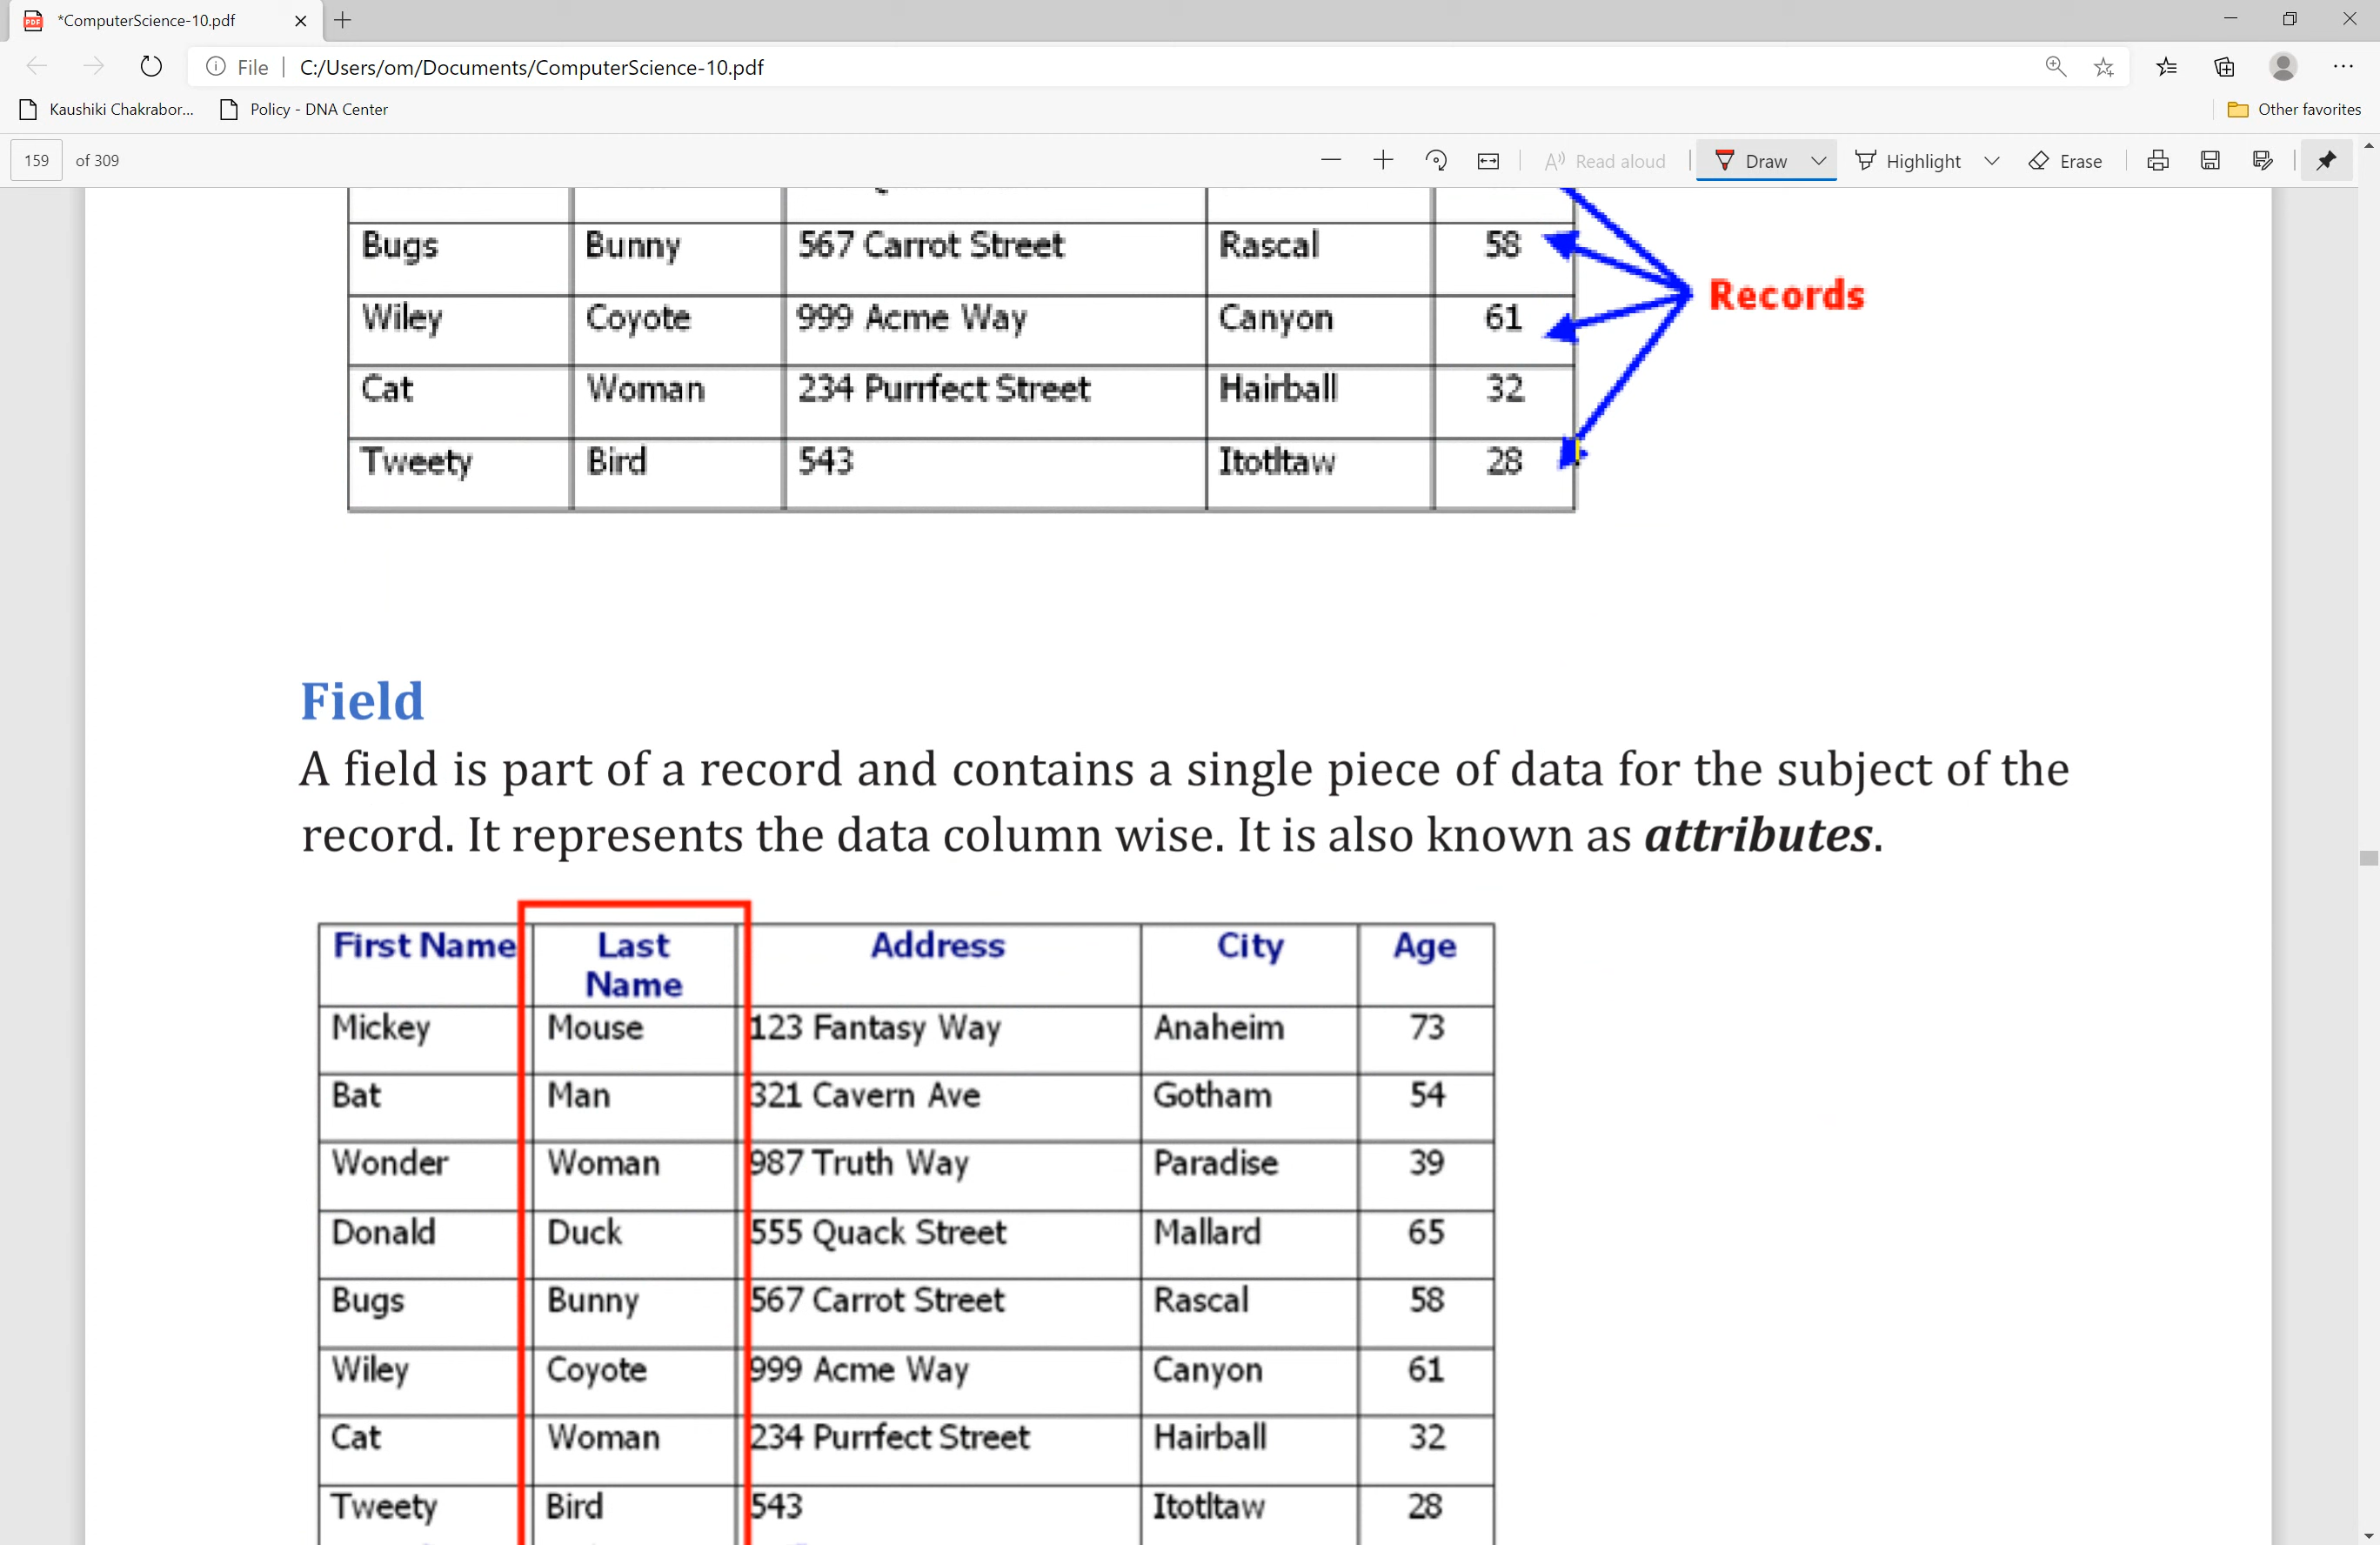 *ComputerScience-10.pdf
File C:/Users/om/Documents/ComputerScience-10.pdf
Kaushiki Chakrabor... Policy - DNA Center Other favorites
159 of 309 Read aloud Draw Highlight Erase
Bugs Bunny 567 Carrot Street Rascal 58
Records
Wiley Coyote 999 Acme Way Canyon 61
Cat Woman 234 Purrfect Street Hairball 32
Tweety Bird 543 Itotltaw 28
Field
A field is part of a record and contains a single piece of data for the subject of the
record. It represents the data column wise. It is also known as attributes.
First Name Last Name Address City Age
Mickey Mouse 123 Fantasy Way Anaheim 73
Bat Man 321 Cavern Ave Gotham 54
Wonder Woman 987 Truth Way Paradise 39
Donald Duck 555 Quack Street Mallard 65
Bugs Bunny 567 Carrot Street Rascal 58
Wiley Coyote 999 Acme Way Canyon 61
Cat Woman 234 Purrfect Street Hairball 32
Tweety Bird 543 Itotltaw 28